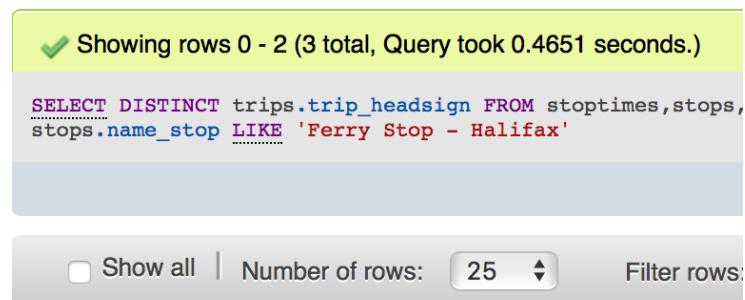 Showing rows 0 - 2 (3 total, Query took 0.4651 seconds.)
SELECT DISTINCT trips.trip_headsign FROM stoptimes,stops,
stops.name_stop LIKE 'Ferry Stop - Halifax'
Show all | Number of rows: 25 Filter rows: